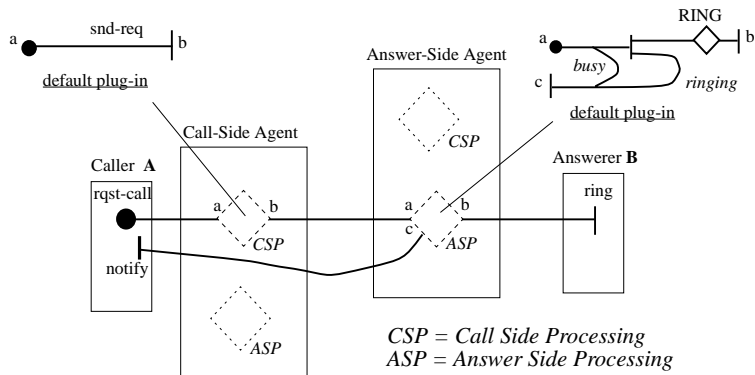 snd-req
a
b
default plug-in
RING
a
b
busy
ringing
c
default plug-in
Answer-Side Agent
CSP
Call-Side Agent
Caller A
rqst-call
a
b
CSP
notify
ASP
a
b
c
ASP
Answerer B
ring
CSP = Call Side Processing
ASP = Answer Side Processing